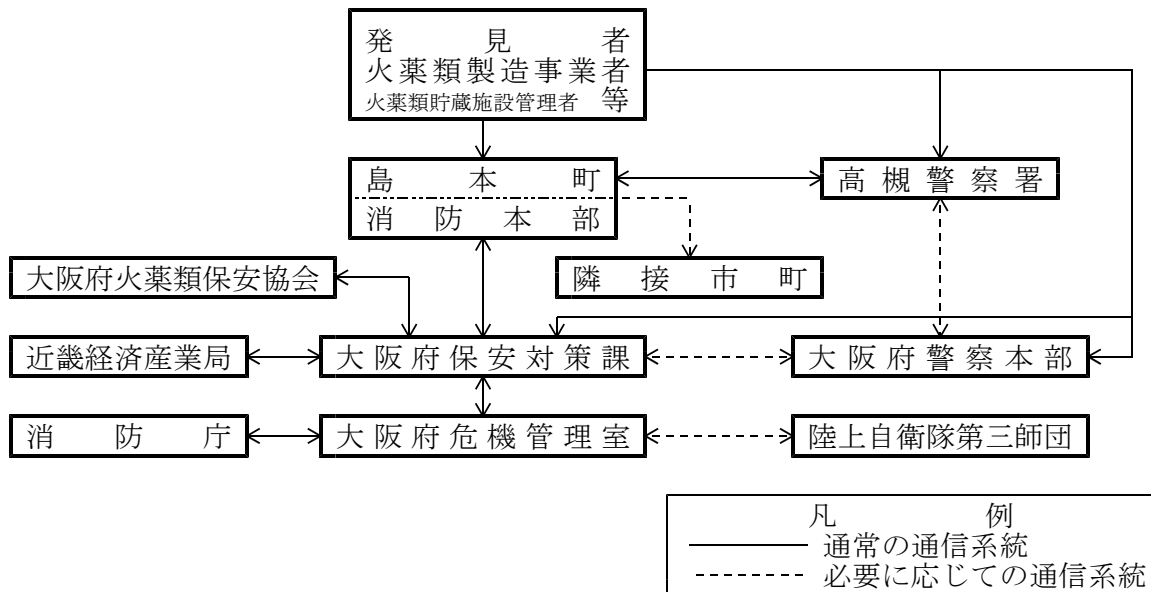 発見者
火薬類製造事業者
火薬類貯蔵施設管理者 等
島本町
高槻警察署
消防本部
大阪府火薬類保安協会
隣接市町
近畿経済産業局
大阪府保安対策課
大阪府警察本部
消防庁
大阪府危機管理室
陸上自衛隊第三師団
凡例
通常の通信系統
必要に応じての通信系統